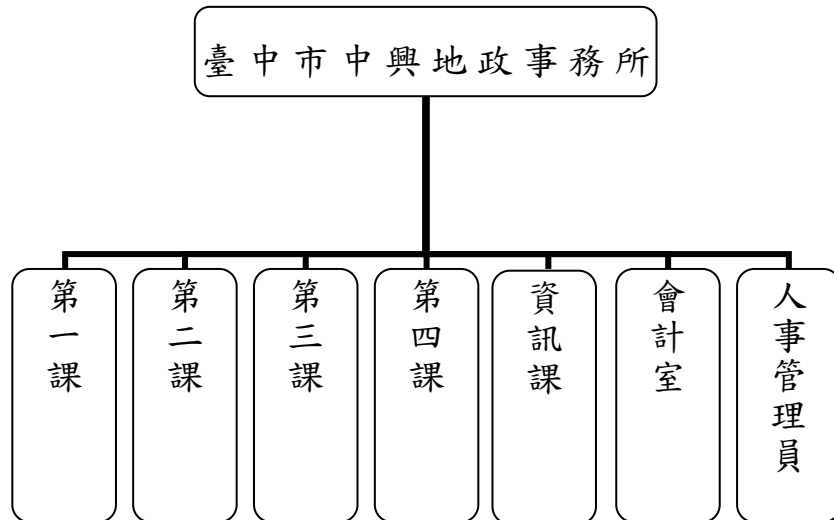 臺中市中興地政事務所
第一課
第二課
第三課
第四課
資訊課
會計室
人事管理員